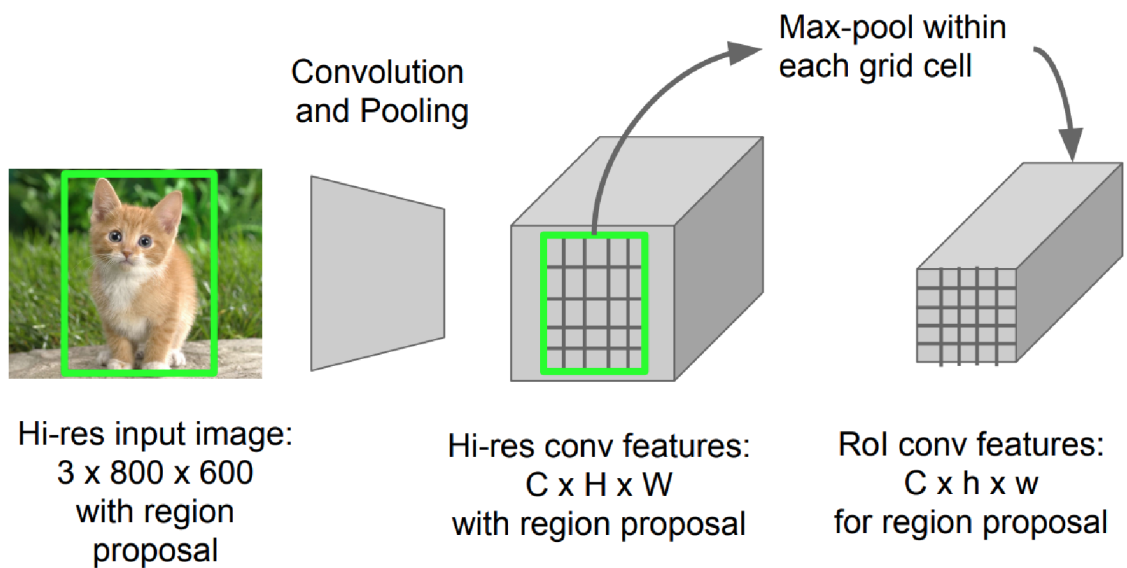 Convolution
and Pooling
Max-pool within
each grid cell
Hi-res input image:
3 x 800 x 600
with region
proposal
Hi-res conv features:
C x H x W
with region proposal
RoI conv features:
C x h x w
for region proposal